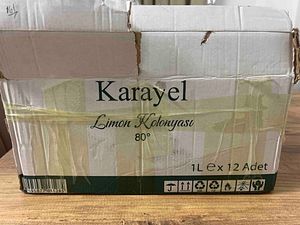 Karayel
Limon Kolonyası
80°
1L ℮ x 12 Adet